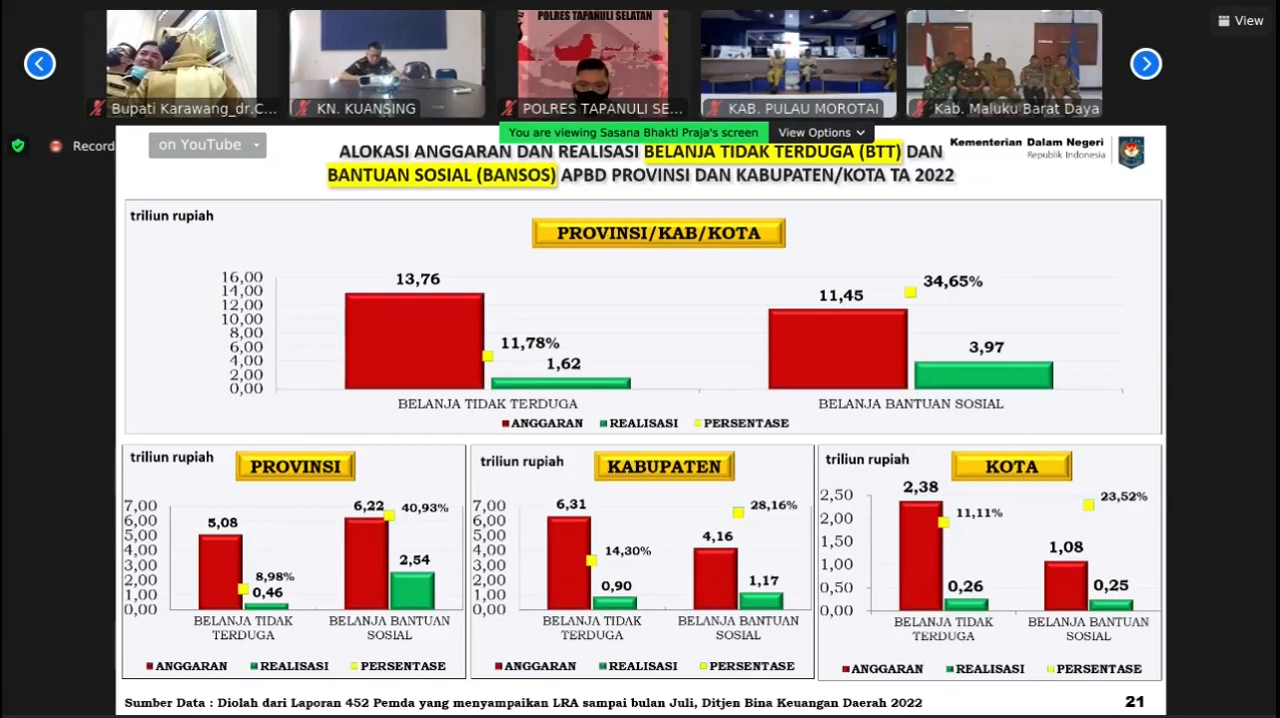 POLRES TAPANULI SELATAN
View
Bupati Karawang_dr.C...
KN. KUANSING
POLRES TAPANULI SE...
KAB. PULAU MOROTAI
Kab. Maluku Barat Daya
You are viewing Sasana Bhakti Praja's screen
View Options
Record
on YouTube
ALOKASI ANGGARAN DAN REALISASI BELANJA TIDAK TERDUGA (BTT) DAN
BANTUAN SOSIAL (BANSOS) APBD PROVINSI DAN KABUPATEN/KOTA TA 2022
Kementerian Dalam Negeri
Republik Indonesia
triliun rupiah
PROVINSI/KAB/KOTA
16,00
14,00
12,00
10,00
8,00
6,00
4,00
2,00
0,00
13,76
11,78%
1,62
11,45
34,65%
3,97
BELANJA TIDAK TERDUGA
BELANJA BANTUAN SOSIAL
ANGGARAN REALISASI PERSENTASE
triliun rupiah
PROVINSI
7,00
6,00
5,00
4,00
3,00
2,00
1,00
0,00
5,08
8,98%
0,46
6,22
40,93%
2,54
BELANJA TIDAK
TERDUGA
BELANJA BANTUAN
SOSIAL
ANGGARAN REALISASI PERSENTASE
triliun rupiah
KABUPATEN
7,00
6,00
5,00
4,00
3,00
2,00
1,00
0,00
6,31
14,30%
0,90
4,16
28,16%
1,17
BELANJA TIDAK
TERDUGA
BELANJA BANTUAN
SOSIAL
ANGGARAN REALISASI PERSENTASE
triliun rupiah
KOTA
2,50
2,00
1,50
1,00
0,50
0,00
2,38
11,11%
0,26
1,08
23,52%
0,25
BELANJA TIDAK
TERDUGA
BELANJA BANTUAN
SOSIAL
ANGGARAN REALISASI PERSENTASE
Sumber Data : Diolah dari Laporan 452 Pemda yang menyampaikan LRA sampai bulan Juli, Ditjen Bina Keuangan Daerah 2022
21